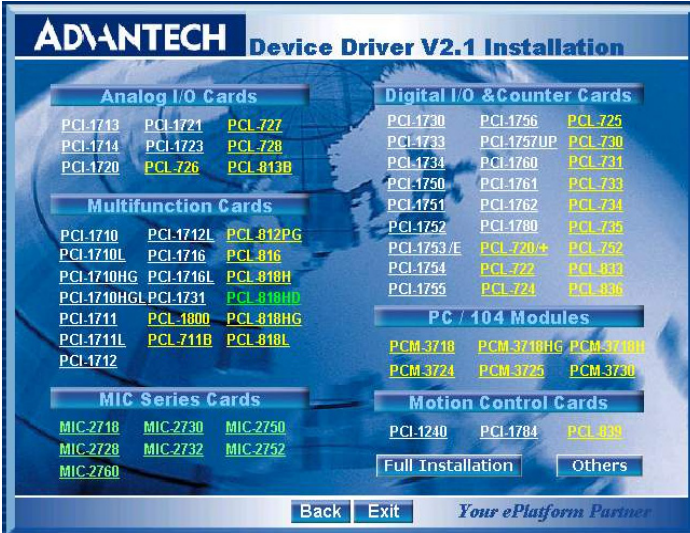 ADVANTECH Device Driver V2.1 Installation
Analog I/O Cards
PCI-1713 PCI-1721 PCL-727
PCI-1714 PCI-1723 PCL-728
PCI-1720 PCL-726 PCL-813B
Multifunction Cards
PCI-1710 PCI-1712L PCL-812PG
PCI-1710L PCI-1716 PCL-816
PCI-1710HG PCI-1716L PCL-818H
PCI-1710HGL PCI-1731 PCL-818HD
PCI-1711 PCL-1800 PCL-818HG
PCI-1711L PCL-711B PCL-818L
PCI-1712
MIC Series Cards
MIC-2718 MIC-2730 MIC-2750
MIC-2728 MIC-2732 MIC-2752
MIC-2760
Digital I/O &Counter Cards
PCI-1730 PCI-1756 PCL-725
PCI-1733 PCI-1757UP PCL-730
PCI-1734 PCI-1760 PCL-731
PCI-1750 PCI-1761 PCL-733
PCI-1751 PCI-1762 PCL-734
PCI-1752 PCI-1780 PCL-735
PCI-1753/E PCL-720/+ PCL-752
PCI-1754 PCL-722 PCL-833
PCI-1755 PCL-724 PCL-836
PC / 104 Modules
PCM-3718 PCM-3718HG PCM-3718H
PCM-3724 PCM-3725 PCM-3730
Motion Control Cards
PCI-1240 PCI-1784 PCL-839
Full Installation Others
Back Exit Your ePlatform Partner